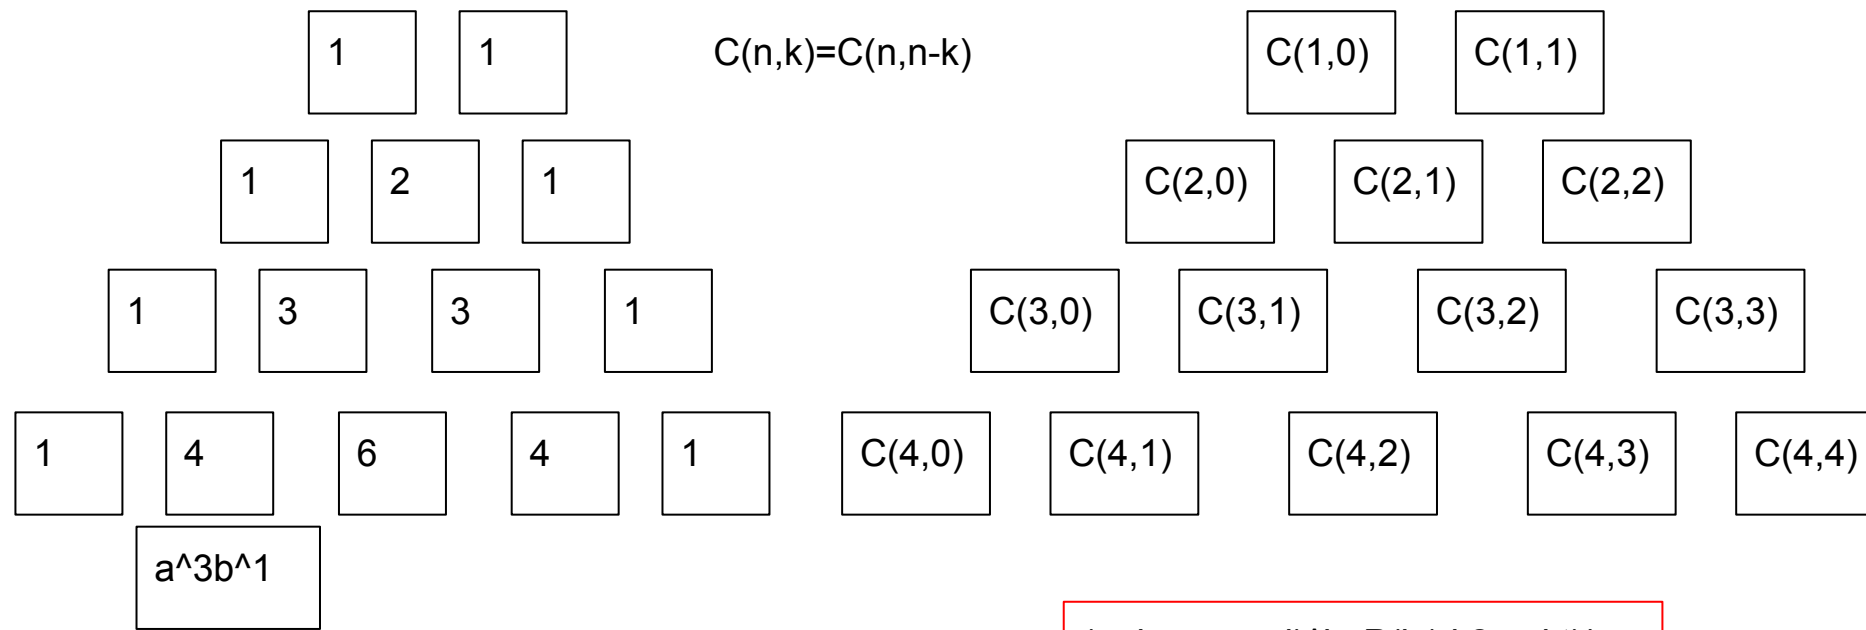 1 1 C(n,k)=C(n,n-k) C(1,0) C(1,1)
1 2 1 C(2,0) C(2,1) C(2,2)
1 3 3 1 C(3,0) C(3,1) C(3,2) C(3,3)
1 4 6 4 1 C(4,0) C(4,1) C(4,2) C(4,3) C(4,4)
a^3b^1